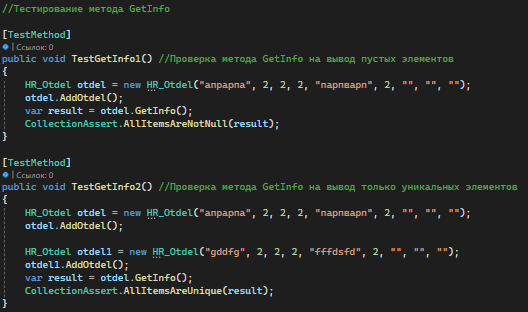 //Тестирование метода GetInfo
[TestMethod]
| Ссылок: 0
public void TestGetInfo1() //Проверка метода GetInfo на вывод пустых элементов
{
HR_Otdel otdel = new HR_Otdel("апрарпа", 2, 2, 2, "парпварп", 2, "", "", "");
otdel.AddOtdel();
var result = otdel.GetInfo();
CollectionAssert.AllItemsAreNotNull(result);
}
[TestMethod]
| Ссылок: 0
public void TestGetInfo2() //Проверка метода GetInfo на вывод только уникальных элементов
{
HR_Otdel otdel = new HR_Otdel("апрарпа", 2, 2, 2, "парпварп", 2, "", "", "");
otdel.AddOtdel();
HR_Otdel otdel1 = new HR_Otdel("gddfg", 2, 2, 2, "fffdsfd", 2, "", "", "");
otdel1.AddOtdel();
var result = otdel.GetInfo();
CollectionAssert.AllItemsAreUnique(result);
}